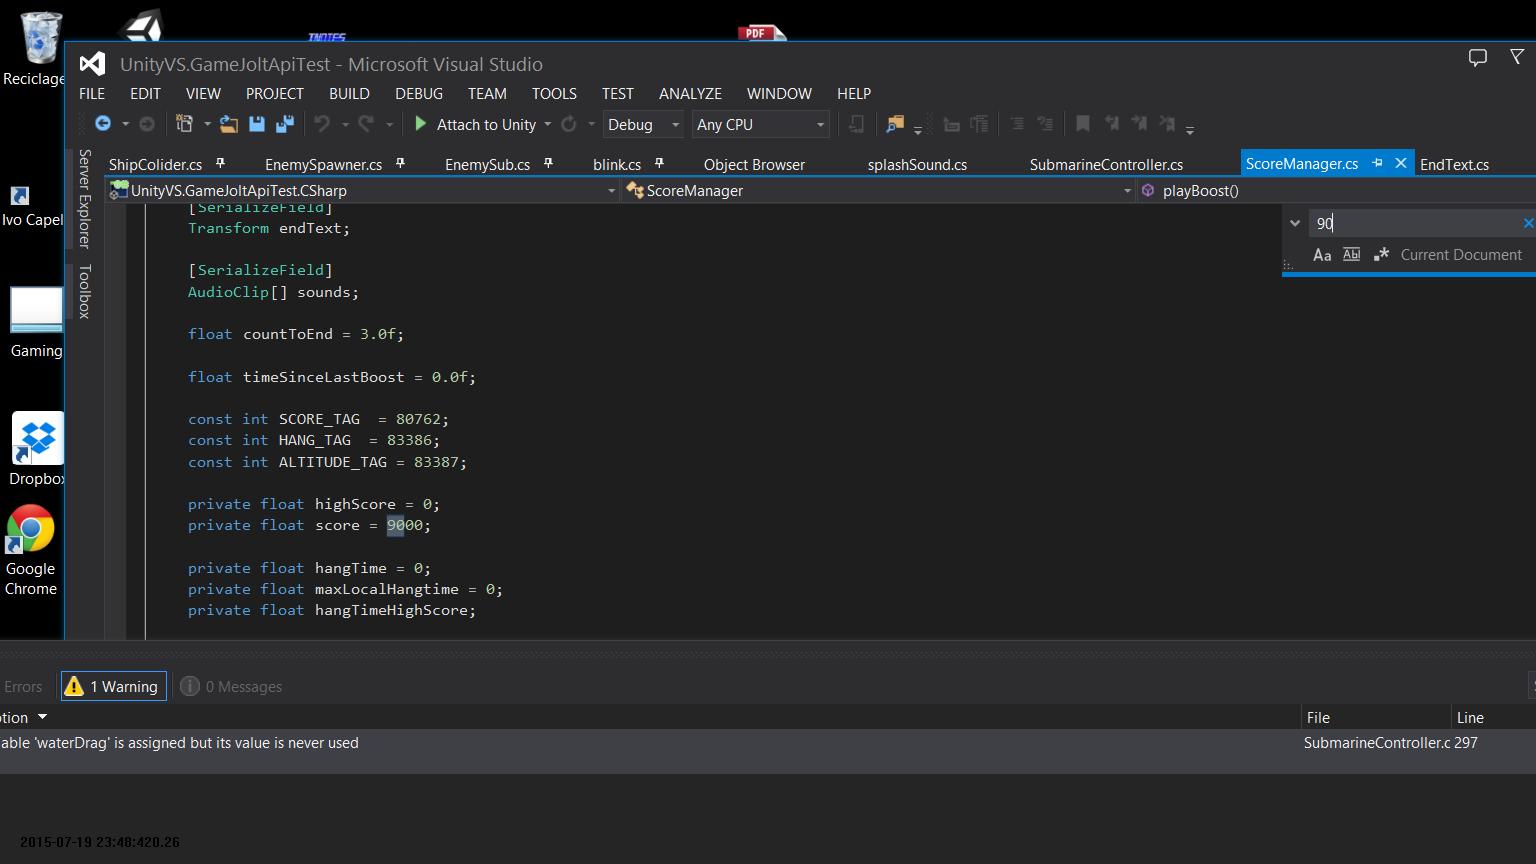 INOTES
PDF
Reciclage
UnityVS.GameJoltApiTest - Microsoft Visual Studio
FILE EDIT VIEW PROJECT BUILD DEBUG TEAM TOOLS TEST ANALYZE WINDOW HELP
Attach to Unity Debug Any CPU
Server Explorer
Toolbox
ShipColider.cs EnemySpawner.cs EnemySub.cs blink.cs Object Browser splashSound.cs SubmarineController.cs ScoreManager.cs EndText.cs
UnityVS.GameJoltApiTest.CSharp ScoreManager playBoost()
Ivo Capel
Gaming
Dropbox
Google
Chrome
[SerializeField]
Transform endText;
[SerializeField]
AudioClip[] sounds;
float countToEnd = 3.0f;
float timeSinceLastBoost = 0.0f;
const int SCORE_TAG = 80762;
const int HANG_TAG = 83386;
const int ALTITUDE_TAG = 83387;
private float highScore = 0;
private float score = 9000;
private float hangTime = 0;
private float maxLocalHangtime = 0;
private float hangTimeHighScore;
90
Aa Abl Current Document
Errors 1 Warning 0 Messages
ption File Line
able 'waterDrag' is assigned but its value is never used SubmarineController.c 297
2015-07-19 23:48:420.26